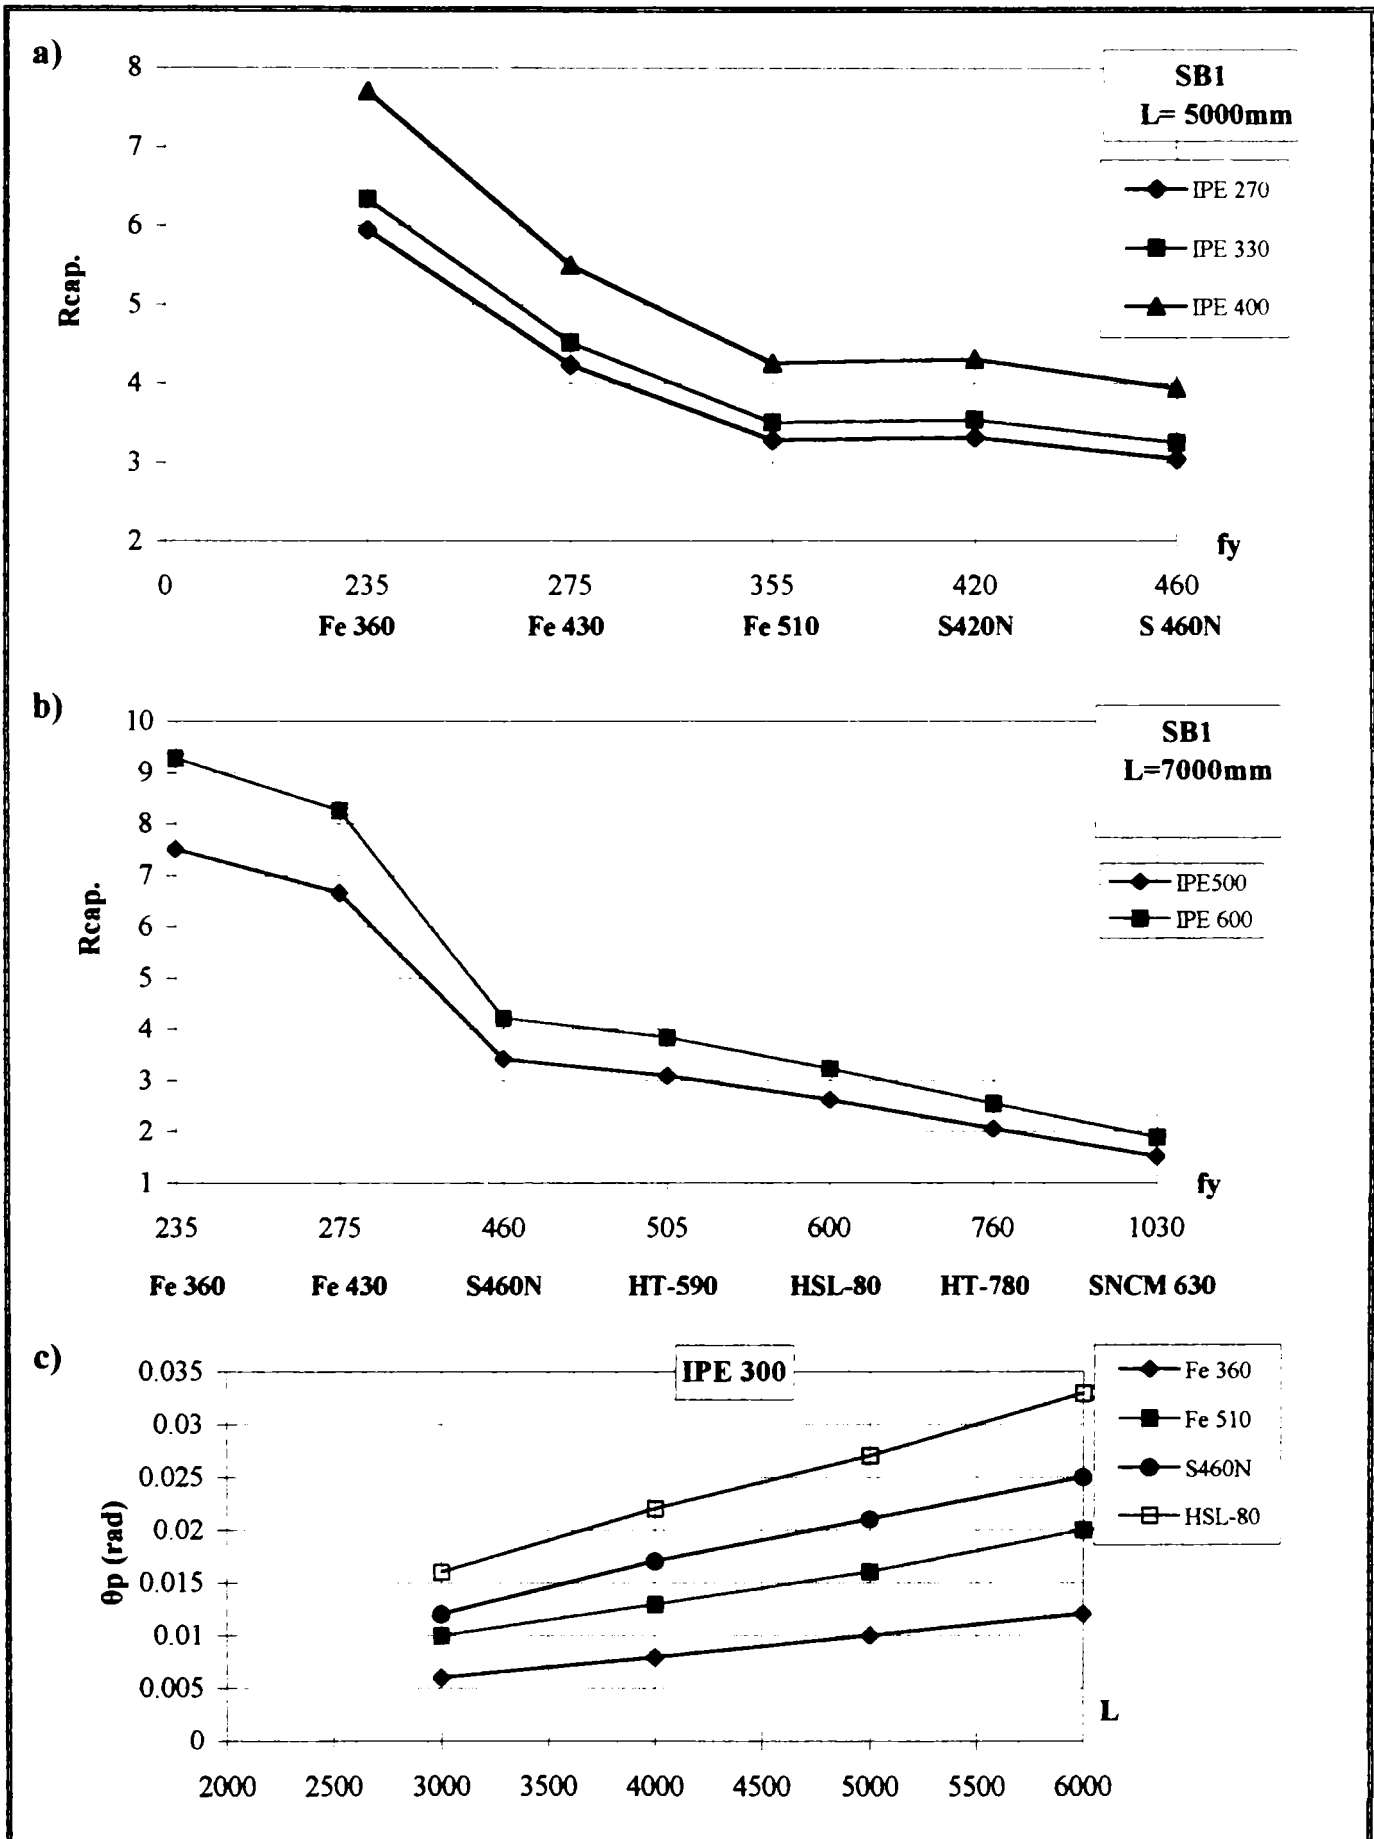 a)
8
7
6
5
4
3
2
Rcap.
SB1
L= 5000mm
IPE 270
IPE 330
IPE 400
fy
0 235 275 355 420 460
Fe 360 Fe 430 Fe 510 S420N S 460N
b)
10
9
8
7
6
5
4
3
2
1
Rcap.
SB1
L=7000mm
IPE500
IPE 600
fy
235 275 460 505 600 760 1030
Fe 360 Fe 430 S460N HT-590 HSL-80 HT-780 SNCM 630
c)
0.035
0.03
0.025
0.02
0.015
0.01
0.005
0
θp (rad)
IPE 300
Fe 360
Fe 510
S460N
HSL-80
L
2000 2500 3000 3500 4000 4500 5000 5500 6000